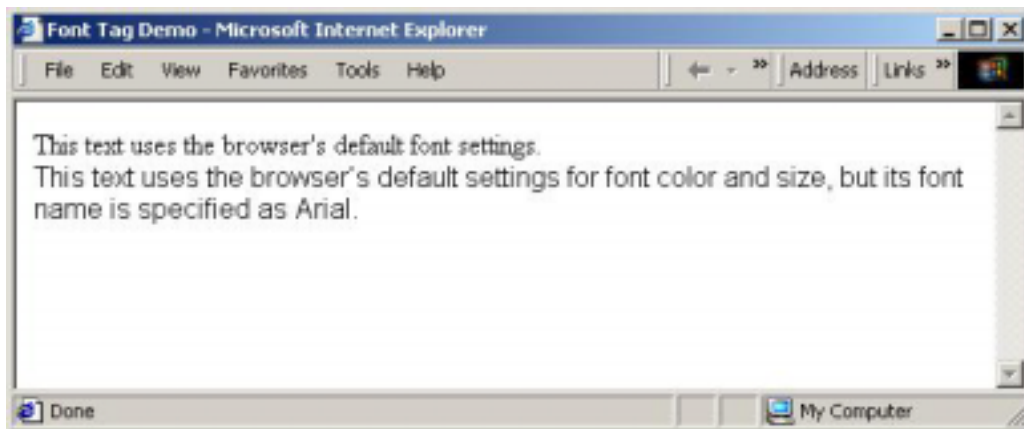 Font Tag Demo - Microsoft Internet Explorer
File Edit View Favorites Tools Help Address Links
This text uses the browser's default font settings.
This text uses the browser's default settings for font color and size, but its font
name is specified as Arial.
Done My Computer